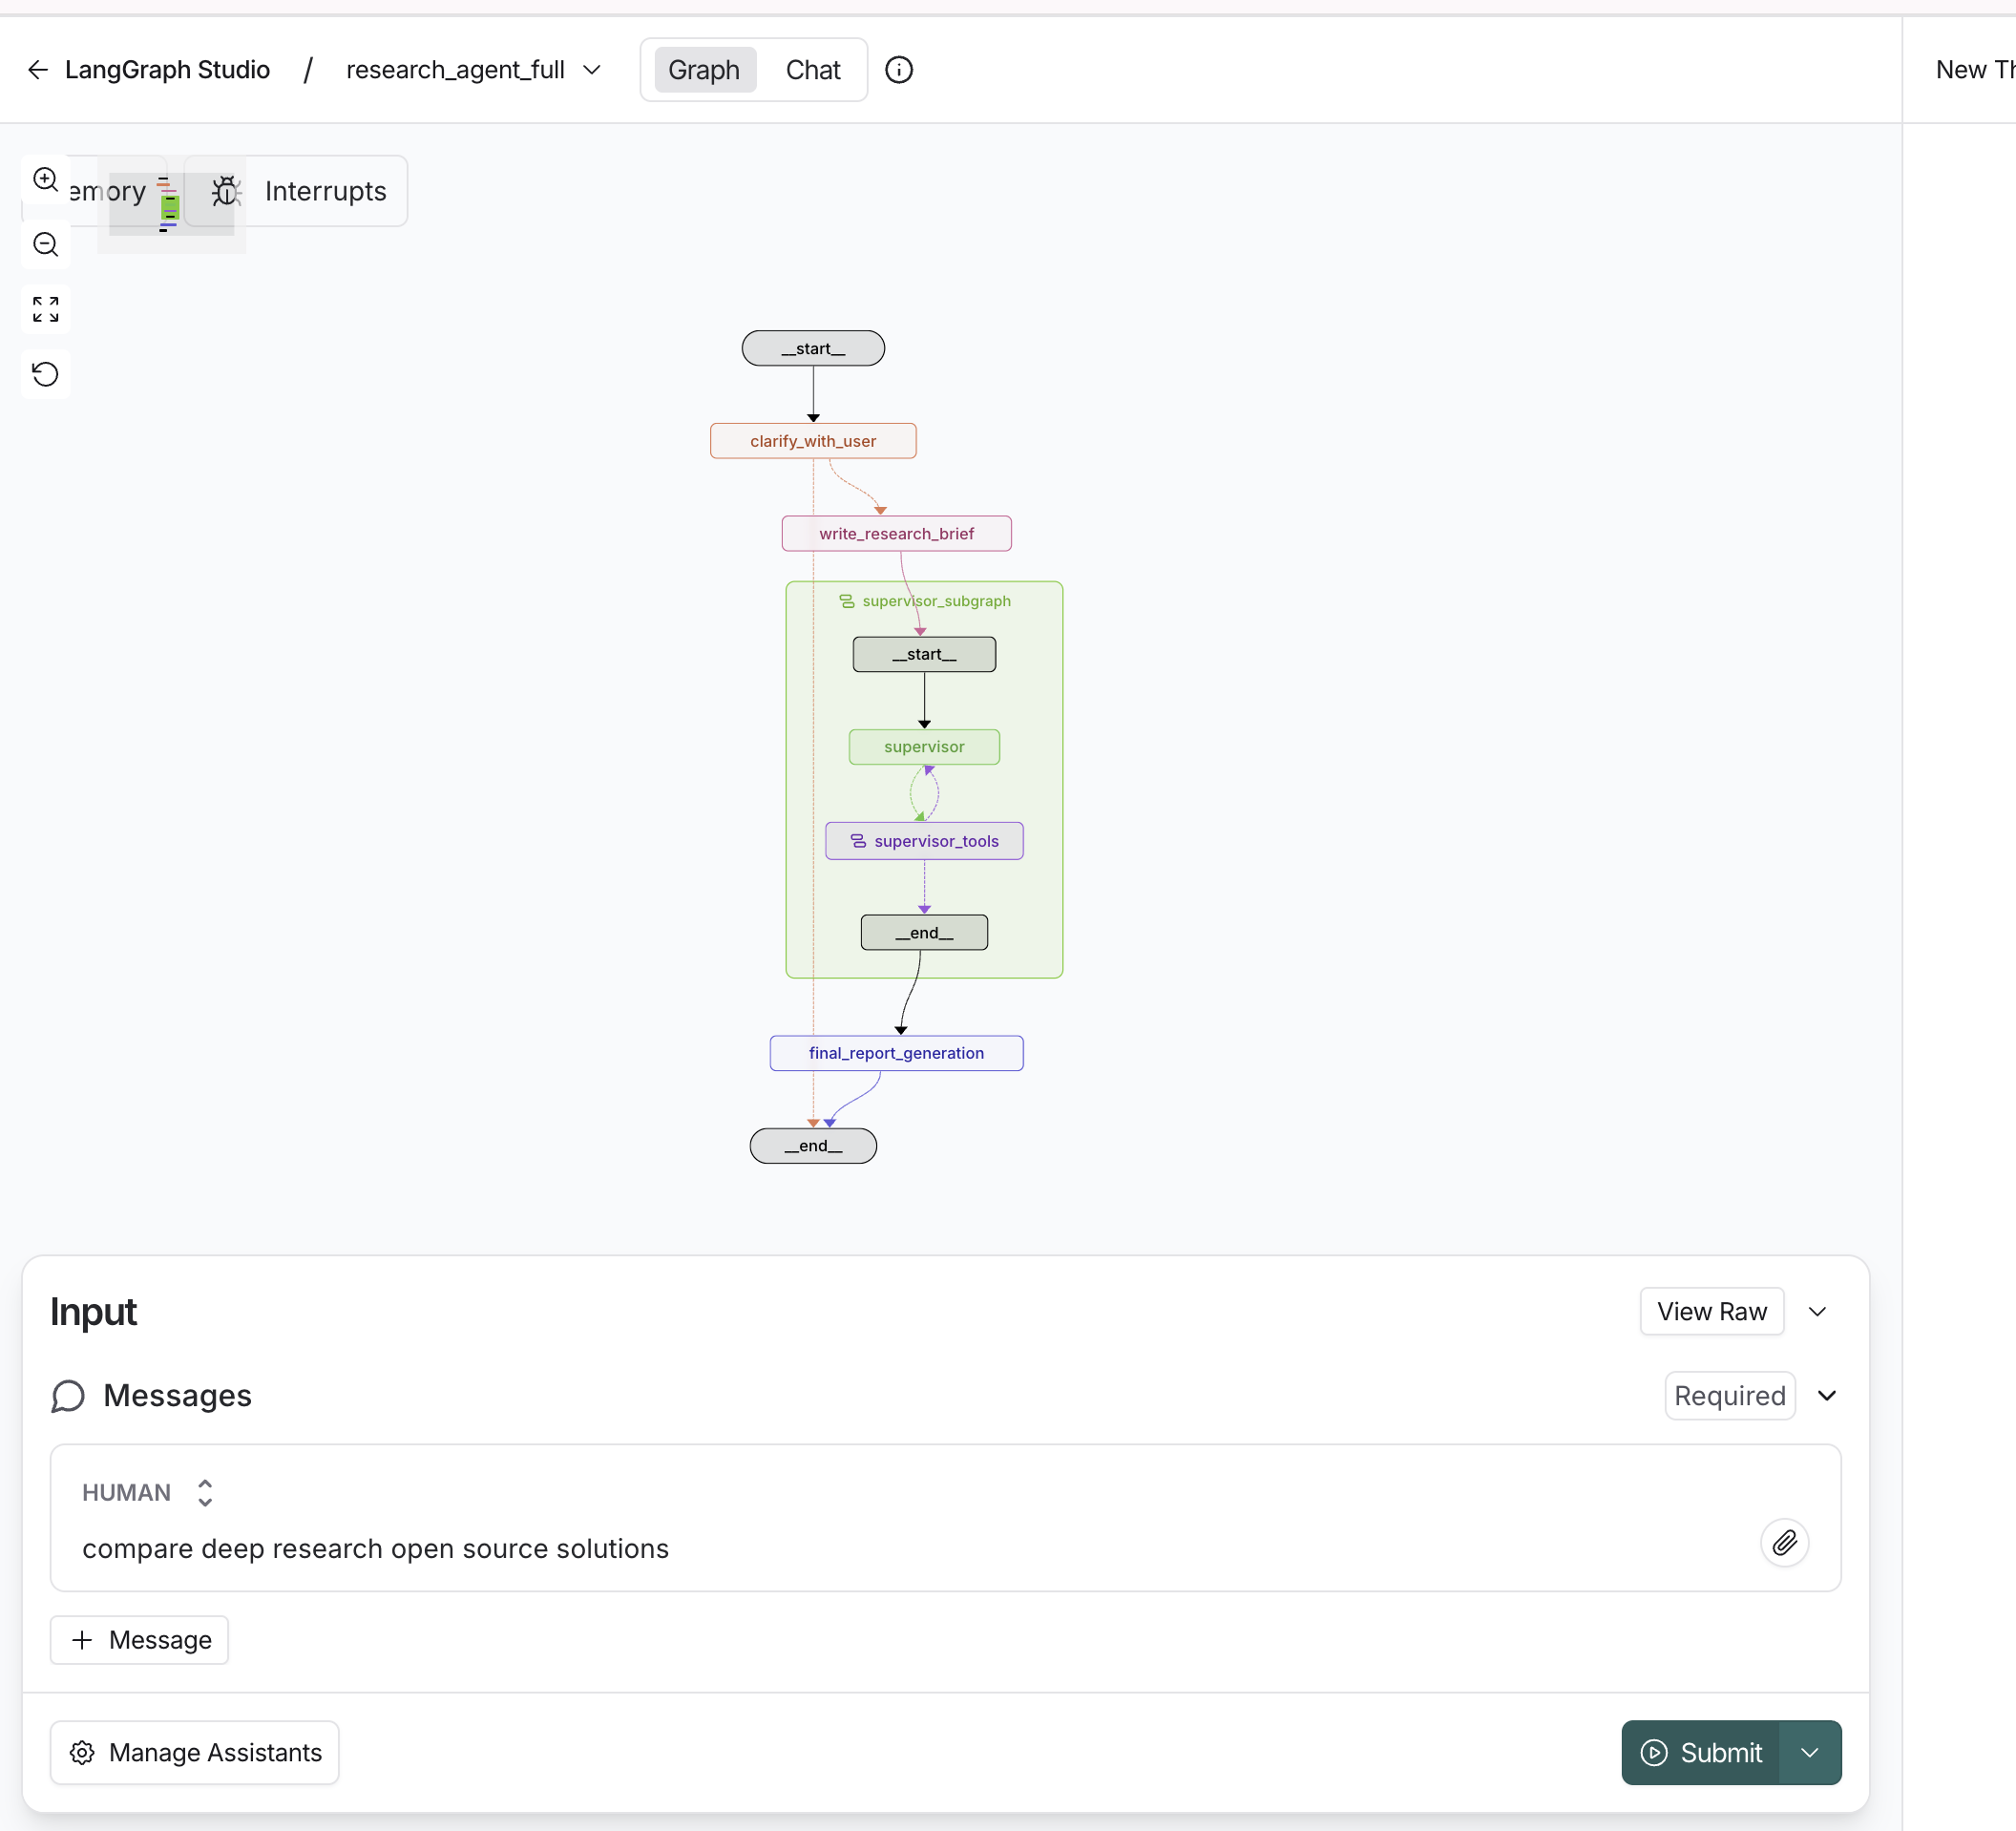 LangGraph Studio / research_agent_full Graph Chat New Th
emory Interrupts
__start__
clarify_with_user
write_research_brief
supervisor_subgraph
__start__
supervisor
supervisor_tools
__end__
final_report_generation
__end__
Input View Raw
Messages Required
HUMAN
compare deep research open source solutions
+ Message
Manage Assistants Submit